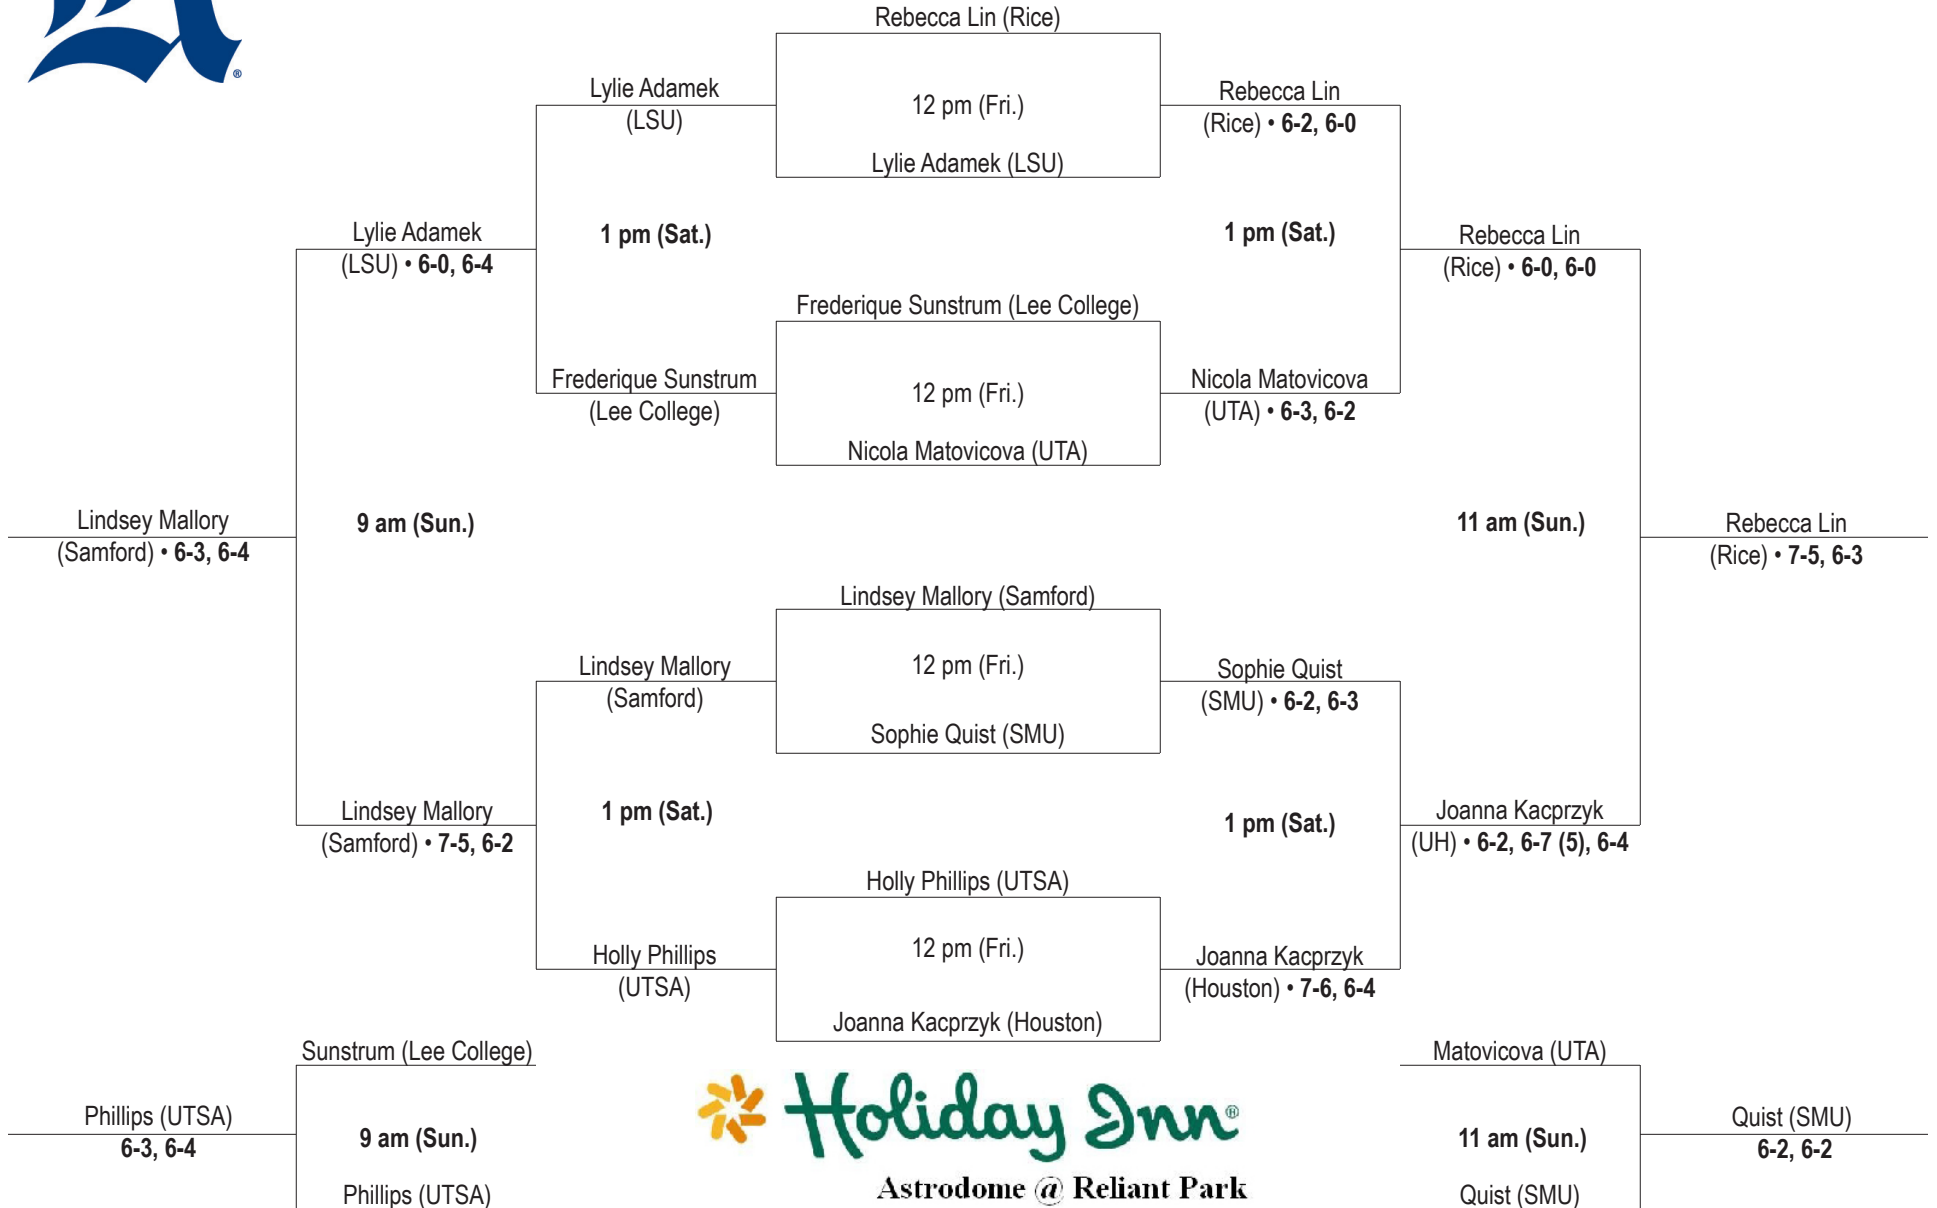 Rebecca Lin (Rice)
Lylie Adamek
(LSU)
12 pm (Fri.)
Rebecca Lin
(Rice) • 6-2, 6-0
Lylie Adamek (LSU)
Lylie Adamek
(LSU) • 6-0, 6-4
1 pm (Sat.)
1 pm (Sat.)
Rebecca Lin
(Rice) • 6-0, 6-0
Frederique Sunstrum (Lee College)
Frederique Sunstrum
(Lee College)
12 pm (Fri.)
Nicola Matovicova
(UTA) • 6-3, 6-2
Nicola Matovicova (UTA)
Lindsey Mallory
(Samford) • 6-3, 6-4
9 am (Sun.)
11 am (Sun.)
Rebecca Lin
(Rice) • 7-5, 6-3
Lindsey Mallory (Samford)
Lindsey Mallory
(Samford)
12 pm (Fri.)
Sophie Quist
(SMU) • 6-2, 6-3
Sophie Quist (SMU)
Lindsey Mallory
(Samford) • 7-5, 6-2
1 pm (Sat.)
1 pm (Sat.)
Joanna Kacprzyk
(UH) • 6-2, 6-7 (5), 6-4
Holly Phillips (UTSA)
Holly Phillips
(UTSA)
12 pm (Fri.)
Joanna Kacprzyk
(Houston) • 7-6, 6-4
Joanna Kacprzyk (Houston)
Sunstrum (Lee College)
Matovicova (UTA)
Phillips (UTSA)
6-3, 6-4
9 am (Sun.)
Holiday Inn®
11 am (Sun.)
Quist (SMU)
6-2, 6-2
Phillips (UTSA)
Astrodome @ Reliant Park
Quist (SMU)